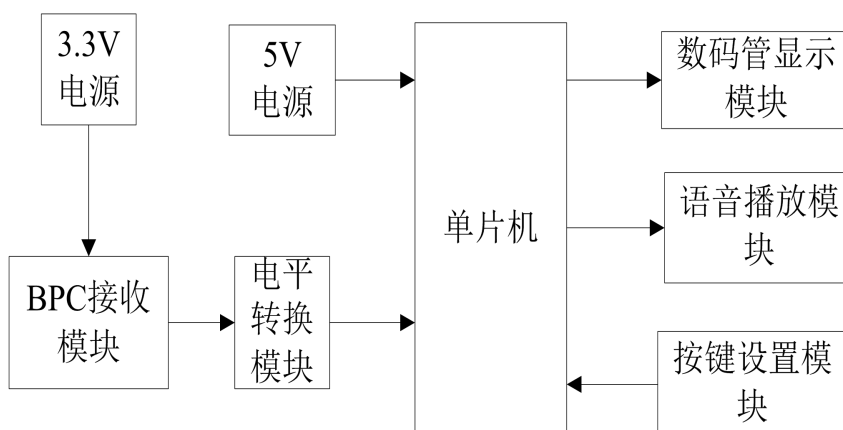 3.3V
电源
5V
电源
数码管显示
模块
单片机
语音播放模
块
BPC接收
模块
电平
转换
模块
按键设置模
块